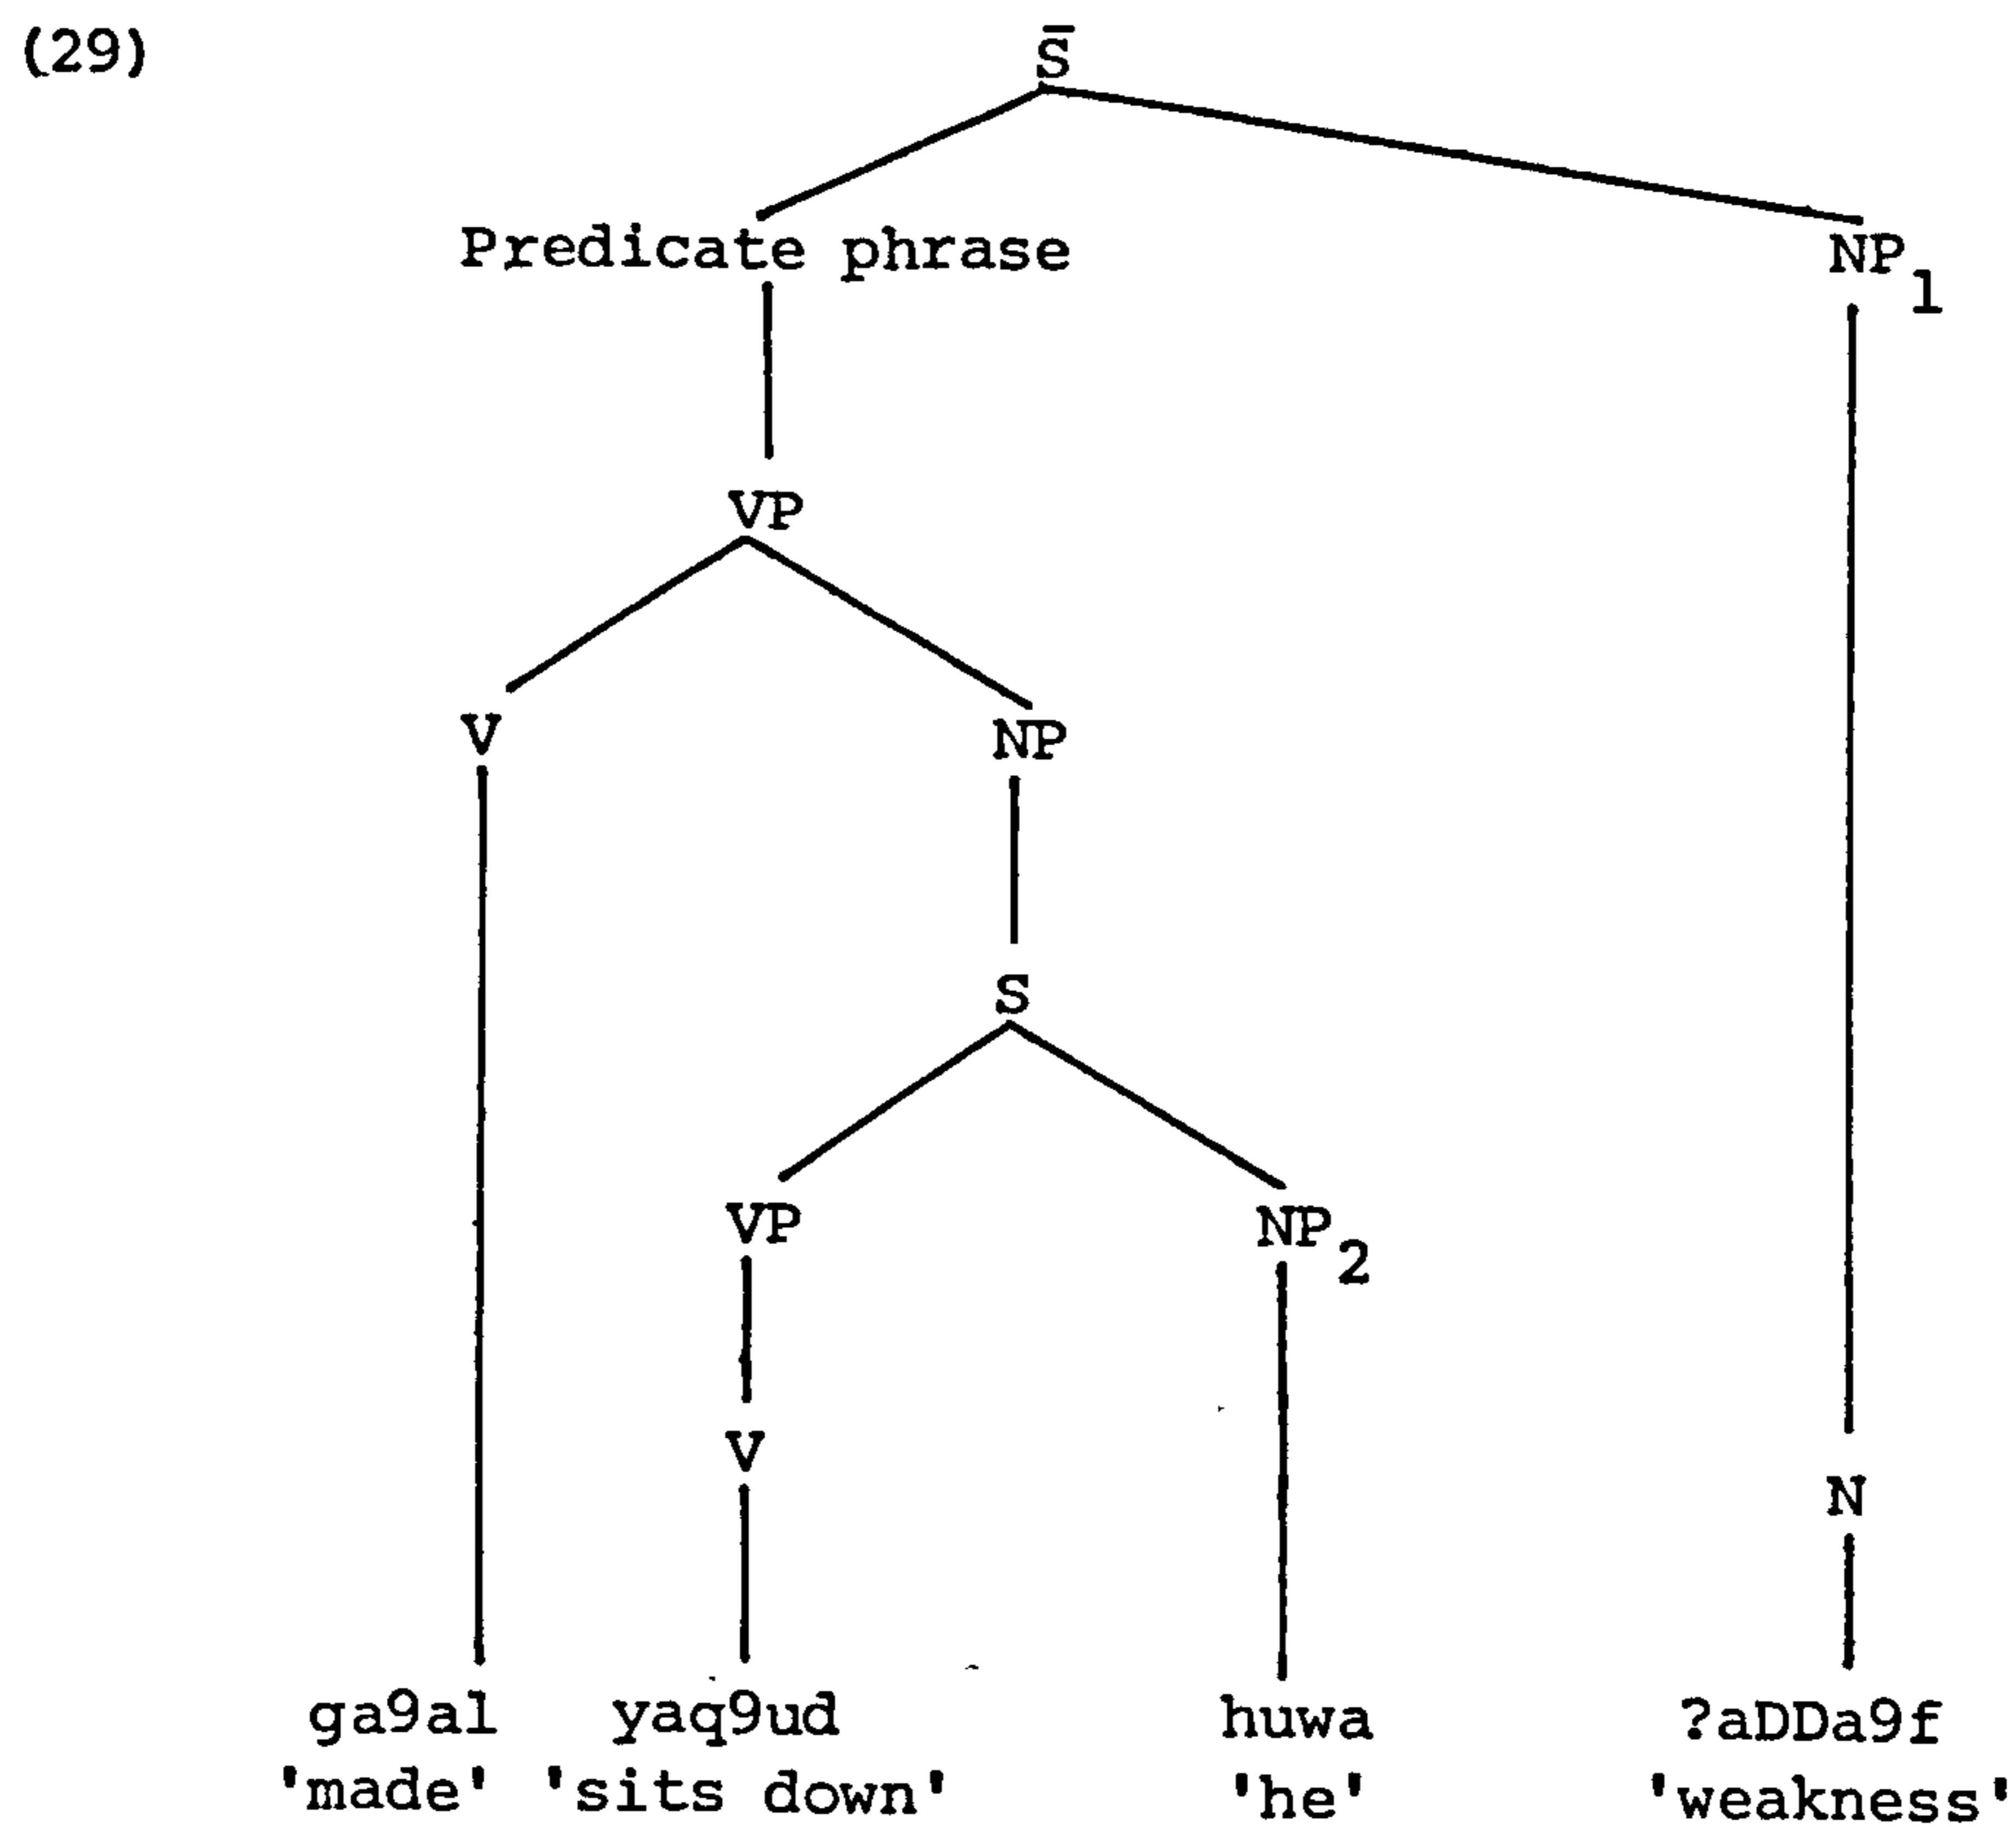 (29) S̄
Predicate phrase NP1
VP
V NP
S
VP NP2
V
N
ga9al yaq9ud huwa ?aDDa9f
'made' 'sits down' 'he' 'weakness'